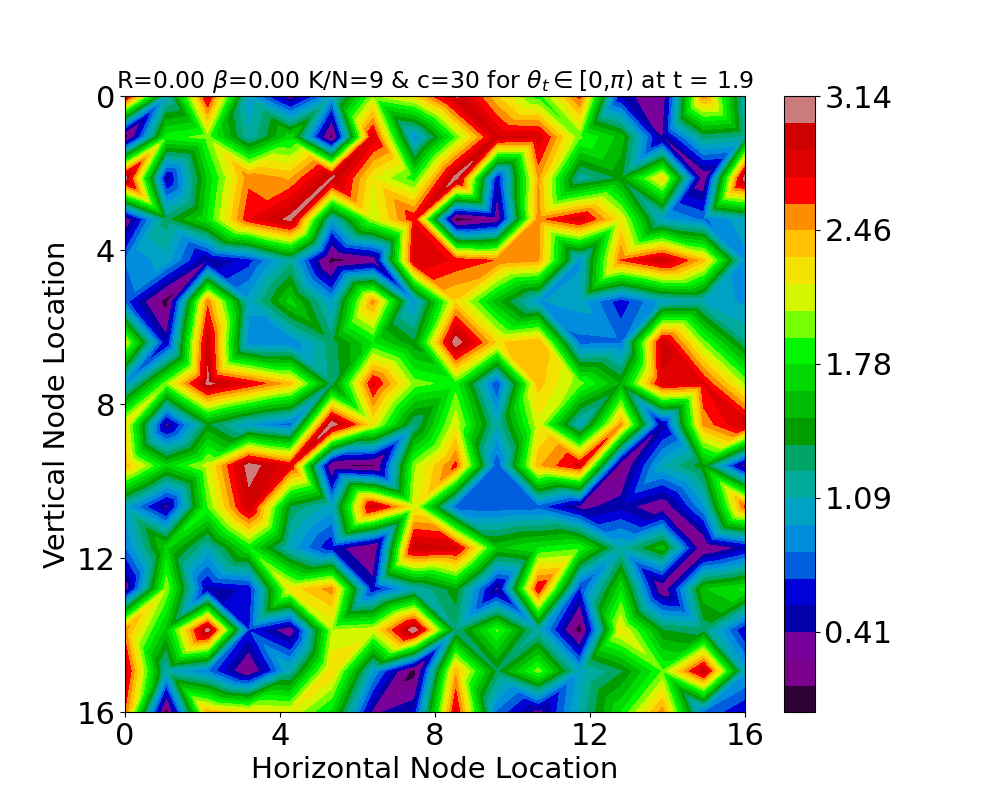 R=0.00 β=0.00 K/N=9 & c=30 for θ_t ∈ [0,π) at t = 1.9
0
4
8
12
16
Vertical Node Location
0 4 8 12 16
Horizontal Node Location
3.14
2.46
1.78
1.09
0.41